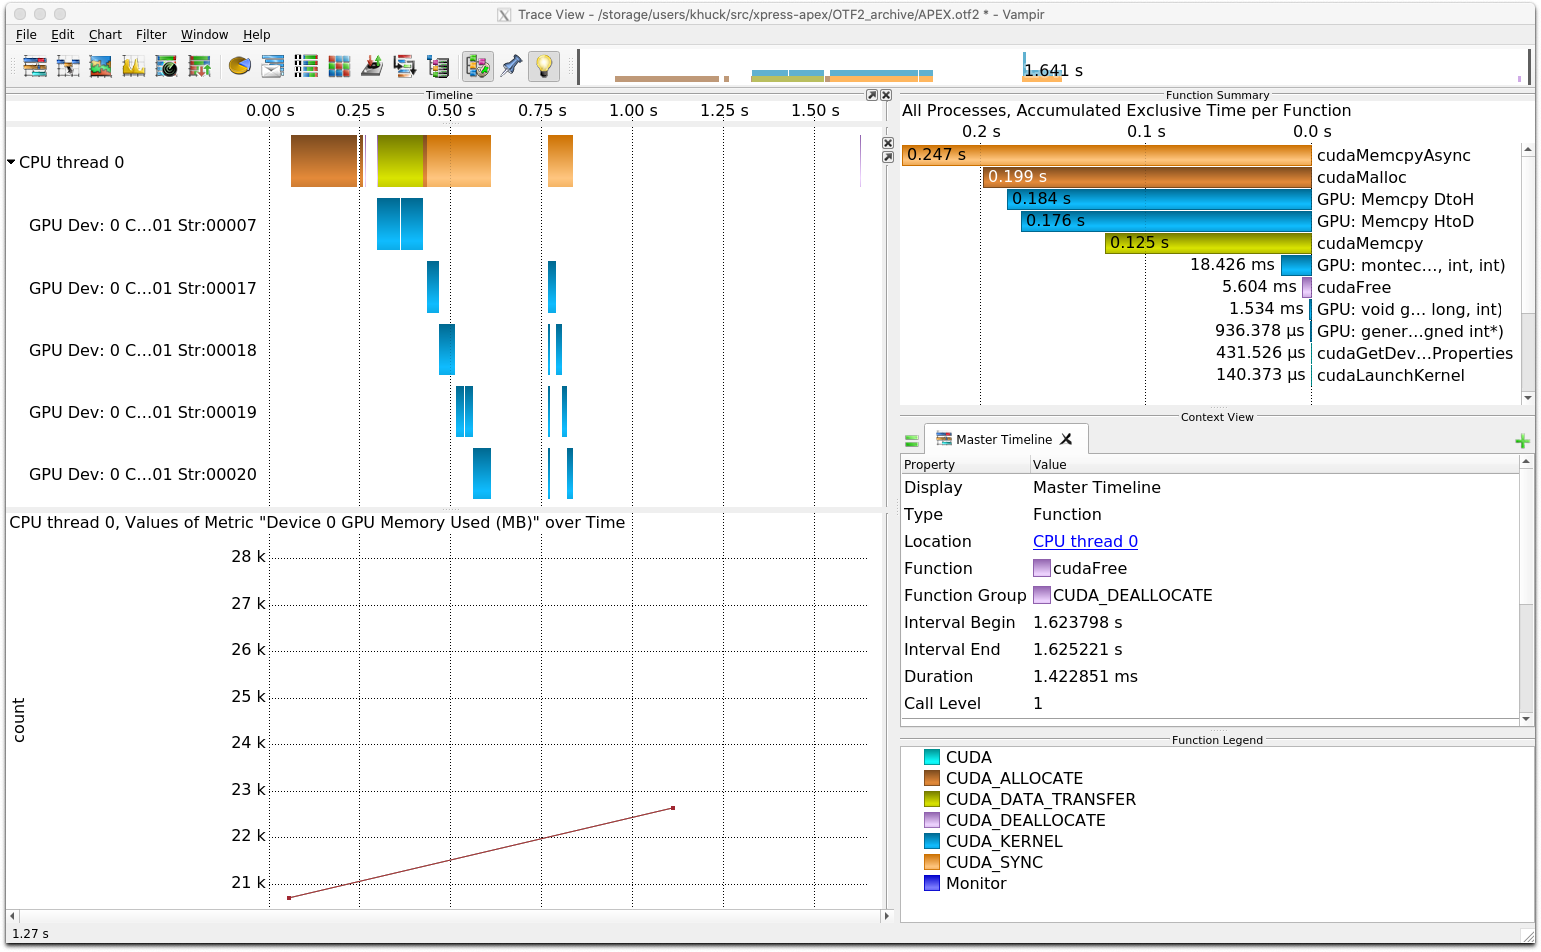 Trace View - /storage/users/khuck/src/xpress-apex/OTF2_archive/APEX.otf2 * - Vampir
File Edit Chart Filter Window Help
1.641 s
Timeline
0.00 s 0.25 s 0.50 s 0.75 s 1.00 s 1.25 s 1.50 s
CPU thread 0
GPU Dev: 0 C...01 Str:00007
GPU Dev: 0 C...01 Str:00017
GPU Dev: 0 C...01 Str:00018
GPU Dev: 0 C...01 Str:00019
GPU Dev: 0 C...01 Str:00020
CPU thread 0, Values of Metric "Device 0 GPU Memory Used (MB)" over Time
28 k
27 k
26 k
25 k
24 k
23 k
22 k
21 k
count
1.27 s
Function Summary
All Processes, Accumulated Exclusive Time per Function
0.2 s 0.1 s 0.0 s
0.247 s cudaMemcpyAsync
0.199 s cudaMalloc
0.184 s GPU: Memcpy DtoH
0.176 s GPU: Memcpy HtoD
0.125 s cudaMemcpy
18.426 ms GPU: montec..., int, int)
5.604 ms cudaFree
1.534 ms GPU: void g... long, int)
936.378 µs GPU: gener...gned int*)
431.526 µs cudaGetDev...Properties
140.373 µs cudaLaunchKernel
Context View
Master Timeline
Property Value
Display Master Timeline
Type Function
Location CPU thread 0
Function cudaFree
Function Group CUDA_DEALLOCATE
Interval Begin 1.623798 s
Interval End 1.625221 s
Duration 1.422851 ms
Call Level 1
Function Legend
CUDA
CUDA_ALLOCATE
CUDA_DATA_TRANSFER
CUDA_DEALLOCATE
CUDA_KERNEL
CUDA_SYNC
Monitor